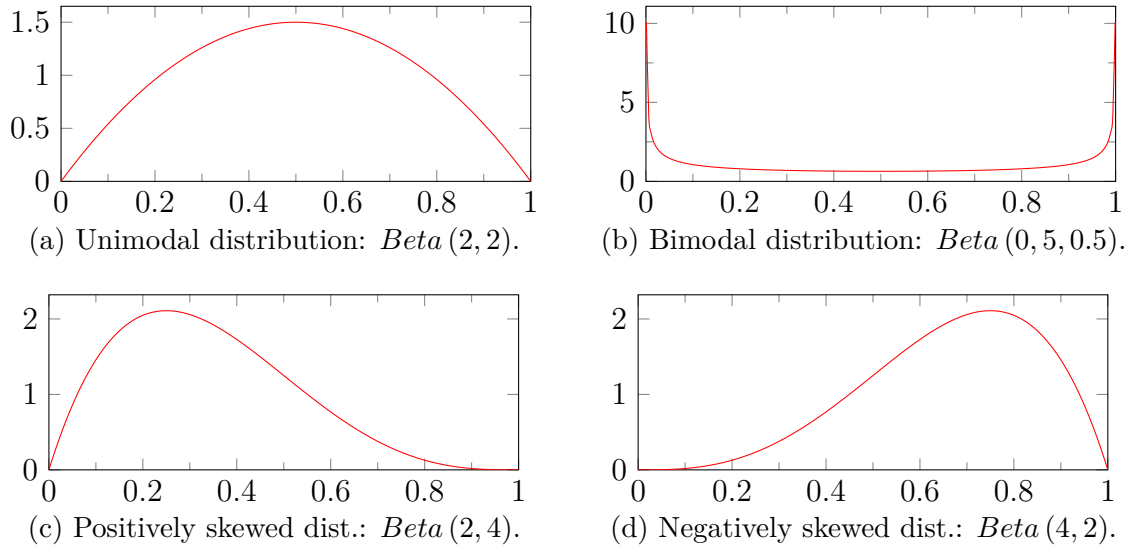 1.5
1
0.5
0
0 0.2 0.4 0.6 0.8 1
(a) Unimodal distribution: Beta (2, 2).
10
5
0
0 0.2 0.4 0.6 0.8 1
(b) Bimodal distribution: Beta (0, 5, 0.5).
2
1
0
0 0.2 0.4 0.6 0.8 1
(c) Positively skewed dist.: Beta (2, 4).
2
1
0
0 0.2 0.4 0.6 0.8 1
(d) Negatively skewed dist.: Beta (4, 2).